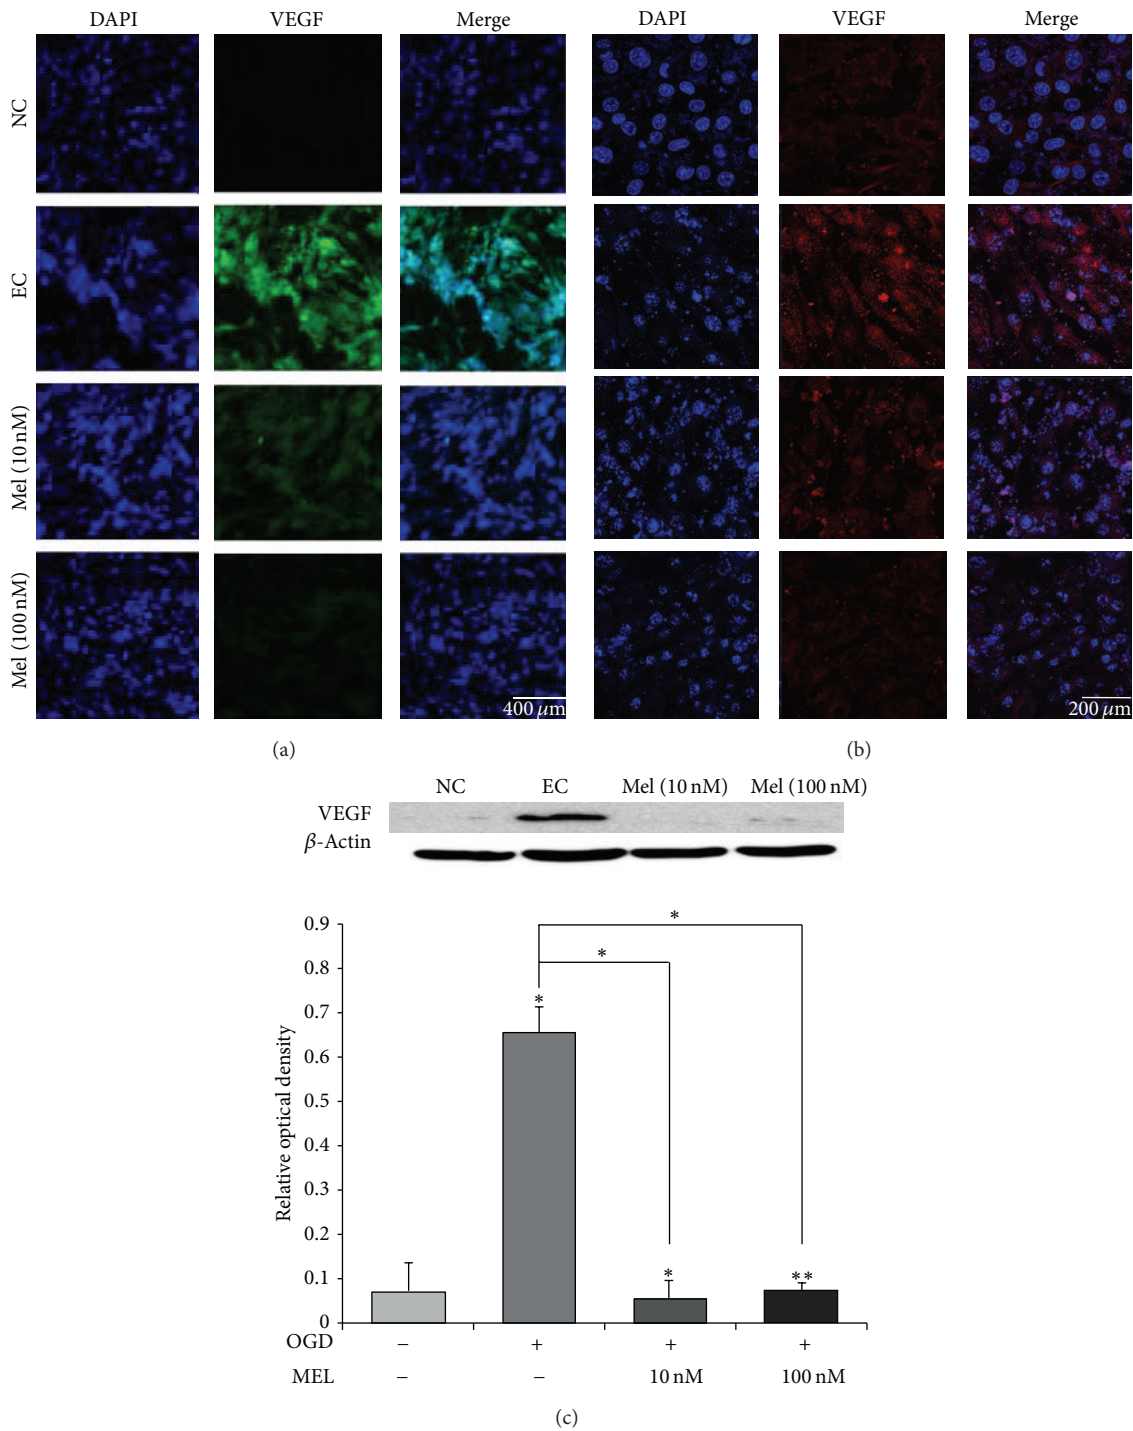 DAPI VEGF Merge DAPI VEGF Merge
NC
EC
Mel (10 nM)
Mel (100 nM)
400 µm
200 µm
(a)
(b)
NC EC Mel (10 nM) Mel (100 nM)
VEGF
β-Actin
Relative optical density
0.9
0.8
0.7
0.6
0.5
0.4
0.3
0.2
0.1
0
*
*
*
*
**
OGD − + + +
MEL − − 10 nM 100 nM
(c)